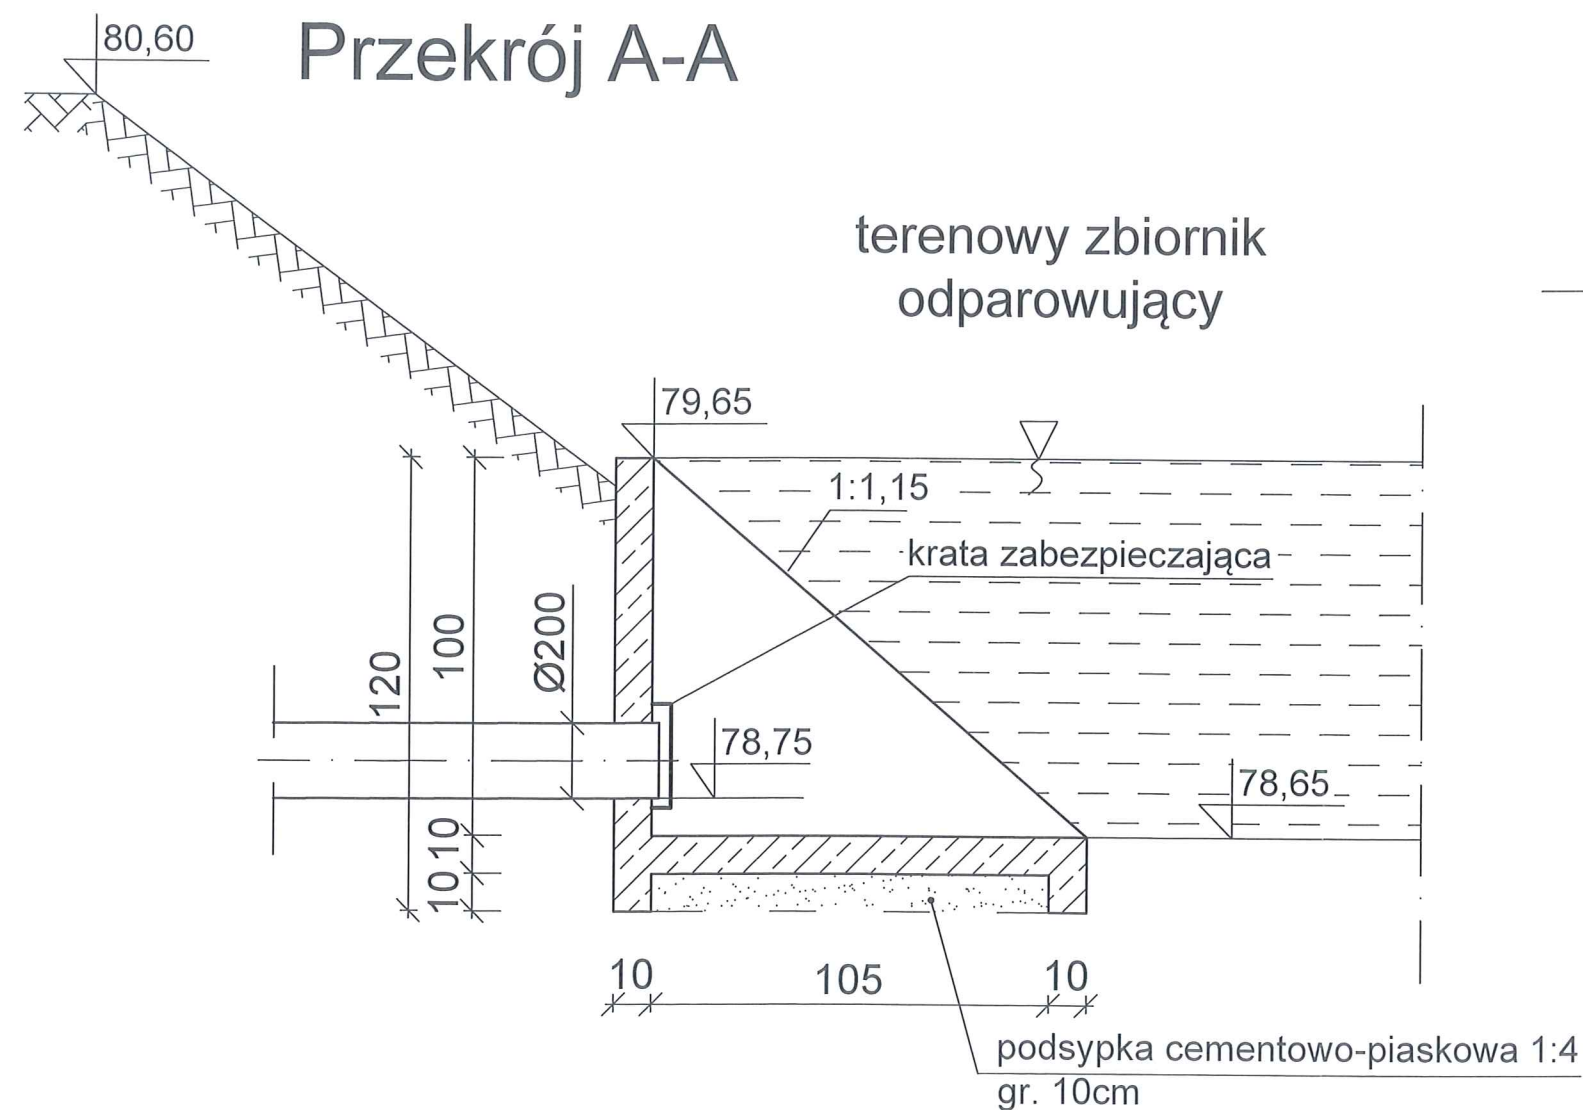 80,60
Przekrój A-A
terenowy zbiornik
odparowujący
79,65
1:1,15
krata zabezpieczająca
120
100
Ø200
78,75
78,65
10
10
10
105
10
podsypka cementowo-piaskowa 1:4
gr. 10cm